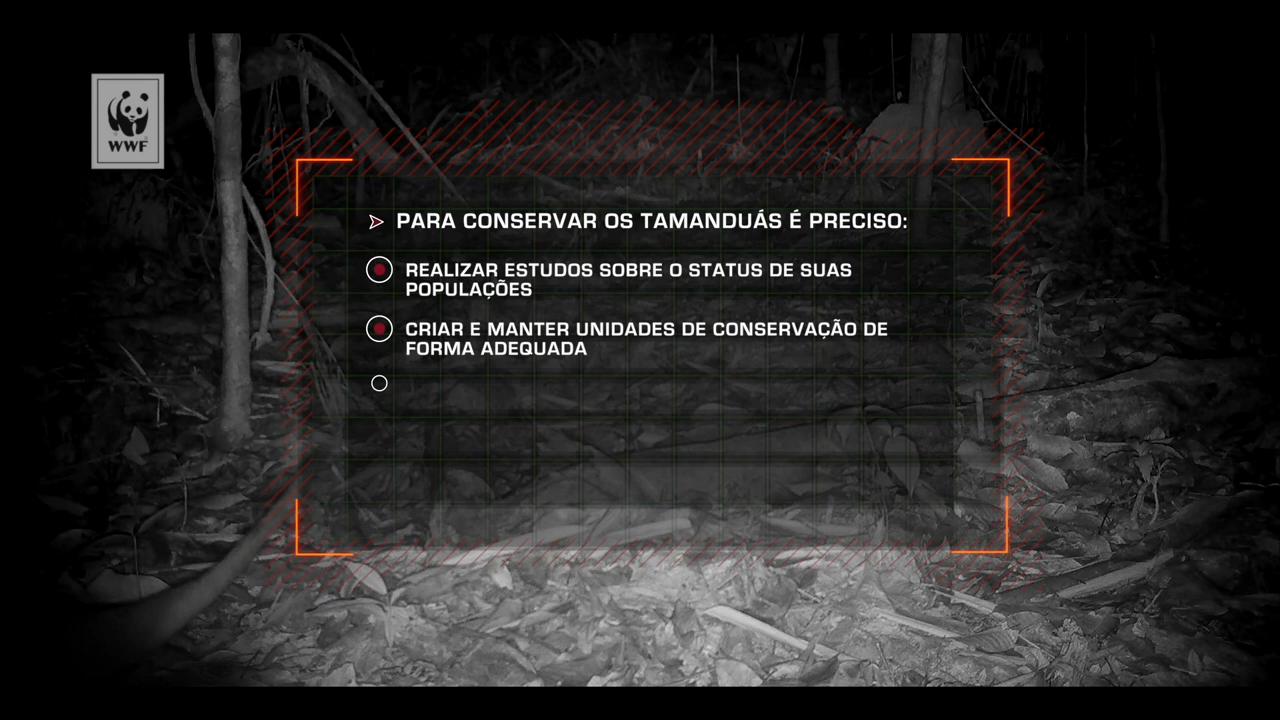 WWF
PARA CONSERVAR OS TAMANDUÁS É PRECISO:
REALIZAR ESTUDOS SOBRE O STATUS DE SUAS
POPULAÇÕES
CRIAR E MANTER UNIDADES DE CONSERVAÇÃO DE
FORMA ADEQUADA